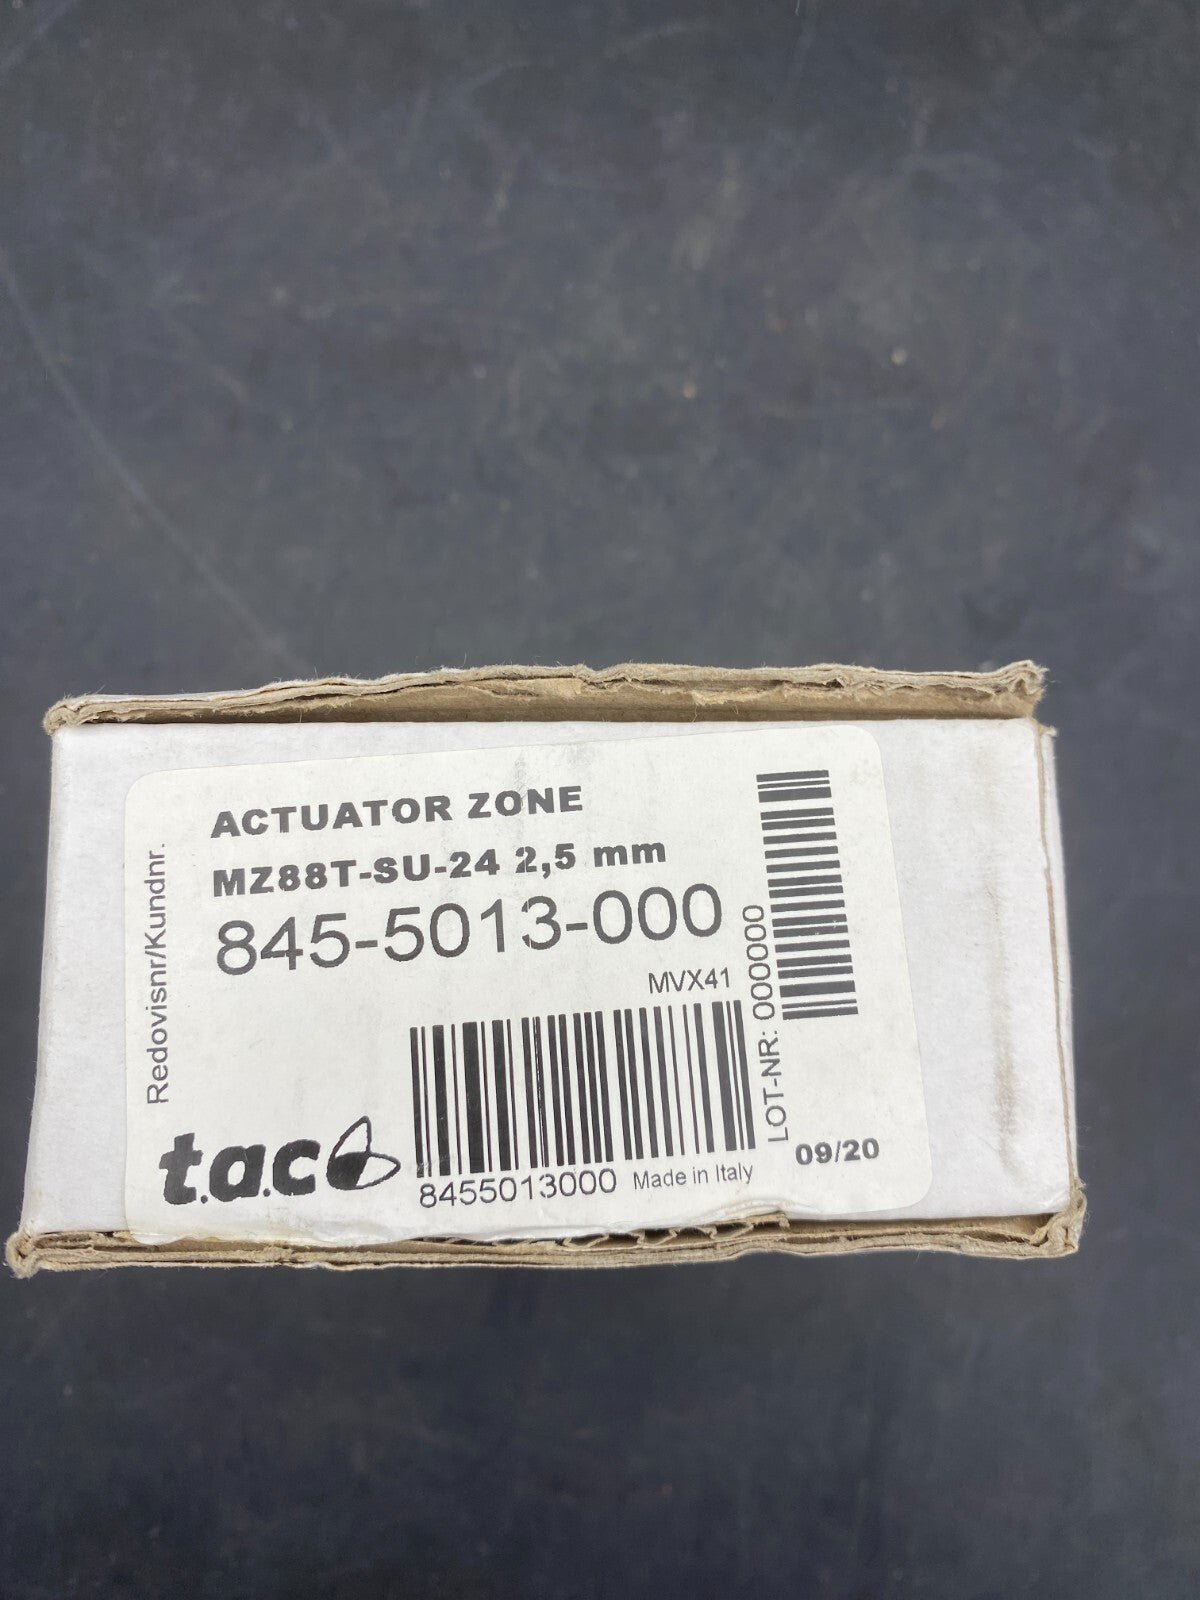 ACTUATOR ZONE
MZ88T-SU-24 2,5 mm
845-5013-000
MVX41
Redovisnr/Kundnr.
LOT-NR: 000000
t.a.c
8455013000 Made in Italy
09/20